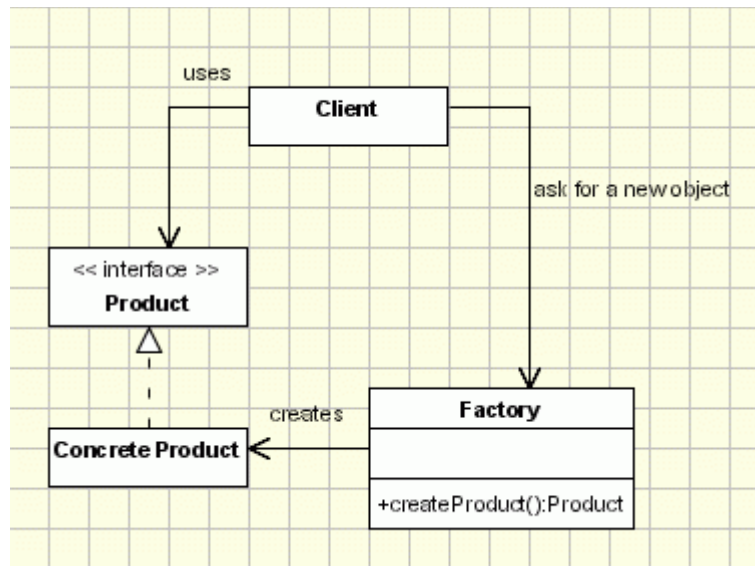 uses
Client
ask for a new object
<< interface >>
Product
creates
Factory
Concrete Product
+createProduct():Product